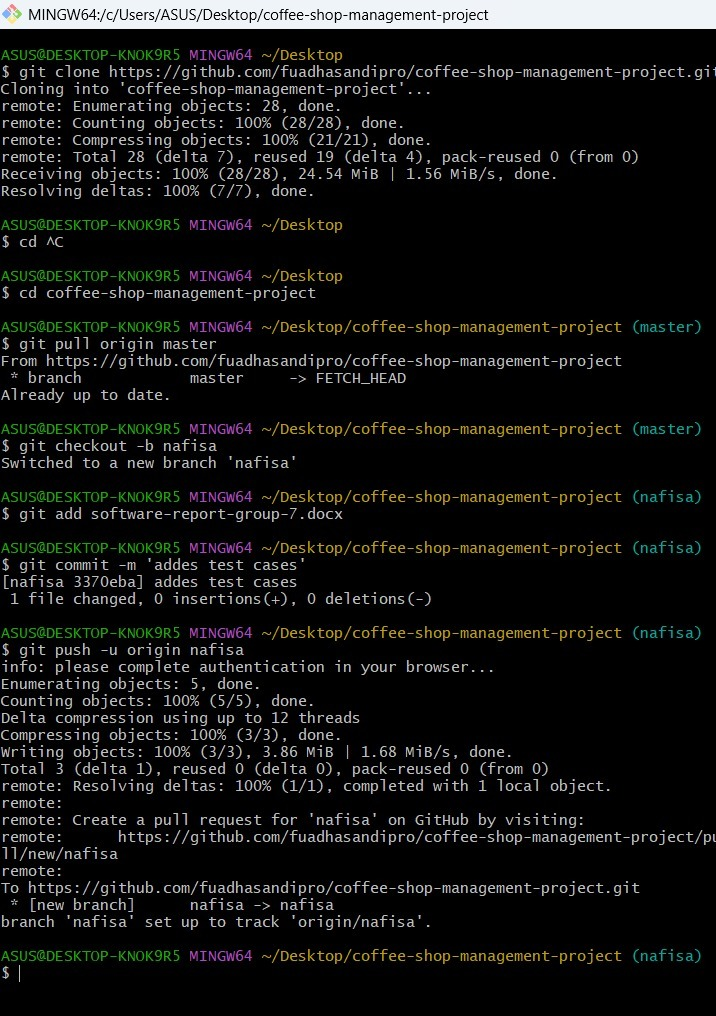 MINGW64:/c/Users/ASUS/Desktop/coffee-shop-management-project
ASUS@DESKTOP-KNOK9R5 MINGW64 ~/Desktop
$ git clone https://github.com/fuadhasandipro/coffee-shop-management-project.git
Cloning into 'coffee-shop-management-project'...
remote: Enumerating objects: 28, done.
remote: Counting objects: 100% (28/28), done.
remote: Compressing objects: 100% (21/21), done.
remote: Total 28 (delta 7), reused 19 (delta 4), pack-reused 0 (from 0)
Receiving objects: 100% (28/28), 24.54 MiB | 1.56 MiB/s, done.
Resolving deltas: 100% (7/7), done.
ASUS@DESKTOP-KNOK9R5 MINGW64 ~/Desktop
$ cd ^C
ASUS@DESKTOP-KNOK9R5 MINGW64 ~/Desktop
$ cd coffee-shop-management-project
ASUS@DESKTOP-KNOK9R5 MINGW64 ~/Desktop/coffee-shop-management-project (master)
$ git pull origin master
From https://github.com/fuadhasandipro/coffee-shop-management-project
 * branch            master     -> FETCH_HEAD
Already up to date.
ASUS@DESKTOP-KNOK9R5 MINGW64 ~/Desktop/coffee-shop-management-project (master)
$ git checkout -b nafisa
Switched to a new branch 'nafisa'
ASUS@DESKTOP-KNOK9R5 MINGW64 ~/Desktop/coffee-shop-management-project (nafisa)
$ git add software-report-group-7.docx
ASUS@DESKTOP-KNOK9R5 MINGW64 ~/Desktop/coffee-shop-management-project (nafisa)
$ git commit -m 'addes test cases'
[nafisa 3370eba] addes test cases
 1 file changed, 0 insertions(+), 0 deletions(-)
ASUS@DESKTOP-KNOK9R5 MINGW64 ~/Desktop/coffee-shop-management-project (nafisa)
$ git push -u origin nafisa
info: please complete authentication in your browser...
Enumerating objects: 5, done.
Counting objects: 100% (5/5), done.
Delta compression using up to 12 threads
Compressing objects: 100% (3/3), done.
Writing objects: 100% (3/3), 3.86 MiB | 1.68 MiB/s, done.
Total 3 (delta 1), reused 0 (delta 0), pack-reused 0 (from 0)
remote: Resolving deltas: 100% (1/1), completed with 1 local object.
remote:
remote: Create a pull request for 'nafisa' on GitHub by visiting:
remote:      https://github.com/fuadhasandipro/coffee-shop-management-project/pu
ll/new/nafisa
remote:
To https://github.com/fuadhasandipro/coffee-shop-management-project.git
 * [new branch]      nafisa -> nafisa
branch 'nafisa' set up to track 'origin/nafisa'.
ASUS@DESKTOP-KNOK9R5 MINGW64 ~/Desktop/coffee-shop-management-project (nafisa)
$